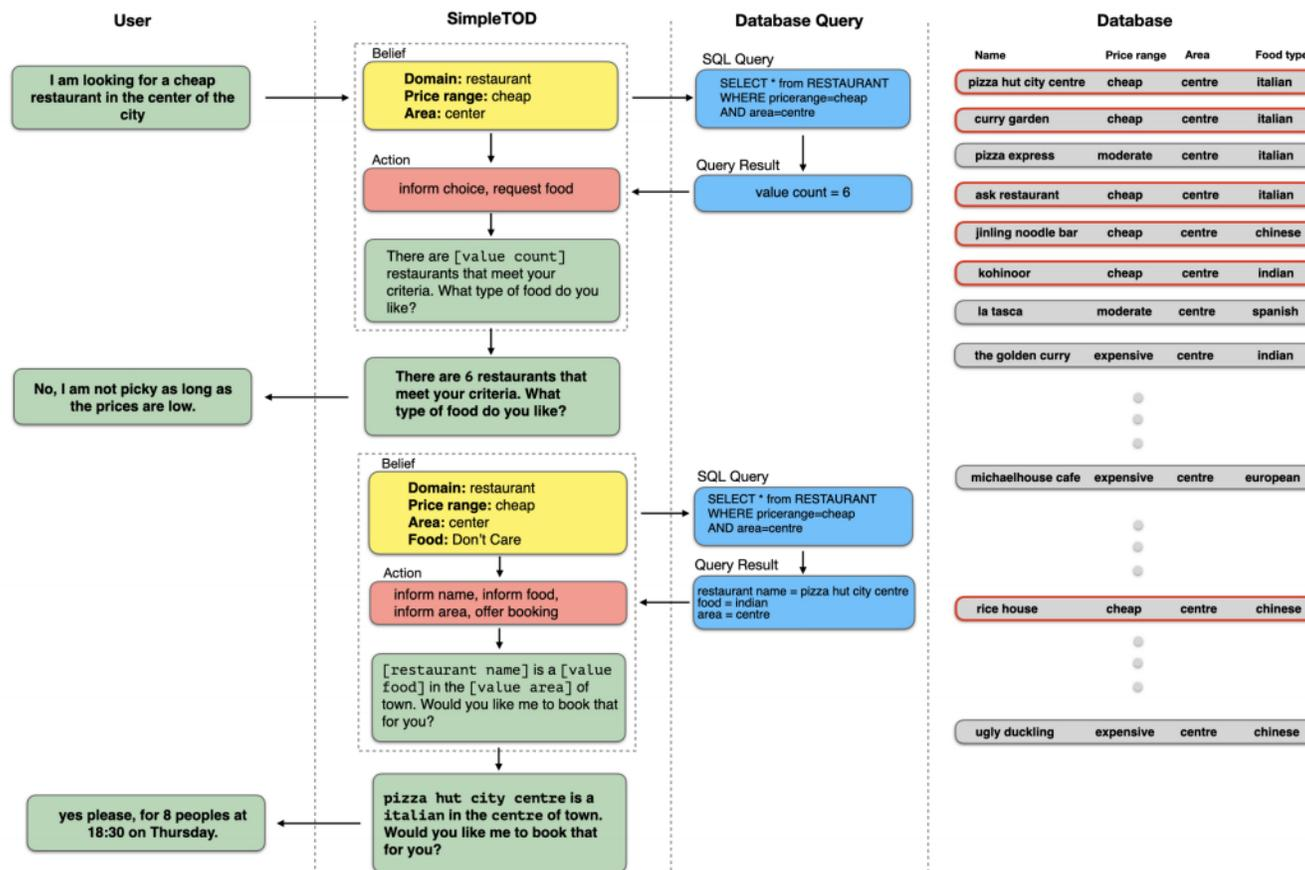 User
SimpleTOD
Database Query
Database
I am looking for a cheap
restaurant in the center of the
city
Belief
Domain: restaurant
Price range: cheap
Area: center
Action
inform choice, request food
There are [value count]
restaurants that meet your
criteria. What type of food do you
like?
There are 6 restaurants that
meet your criteria. What
type of food do you like?
No, I am not picky as long as
the prices are low.
Belief
Domain: restaurant
Price range: cheap
Area: center
Food: Don't Care
Action
inform name, inform food,
inform area, offer booking
[restaurant name] is a [value
food] in the [value area] of
town. Would you like me to book that
for you?
pizza hut city centre is a
italian in the centre of town.
Would you like me to book that
for you?
yes please, for 8 peoples at
18:30 on Thursday.
SQL Query
SELECT * from RESTAURANT
WHERE pricerange=cheap
AND area=centre
Query Result
value count = 6
SQL Query
SELECT * from RESTAURANT
WHERE pricerange=cheap
AND area=centre
Query Result
restaurant name = pizza hut city centre
food = indian
area = centre
Name Price range Area Food type
pizza hut city centre cheap centre italian
curry garden cheap centre italian
pizza express moderate centre italian
ask restaurant cheap centre italian
jinling noodle bar cheap centre chinese
kohinoor cheap centre indian
la tasca moderate centre spanish
the golden curry expensive centre indian
michaelhouse cafe expensive centre european
rice house cheap centre chinese
ugly duckling expensive centre chinese